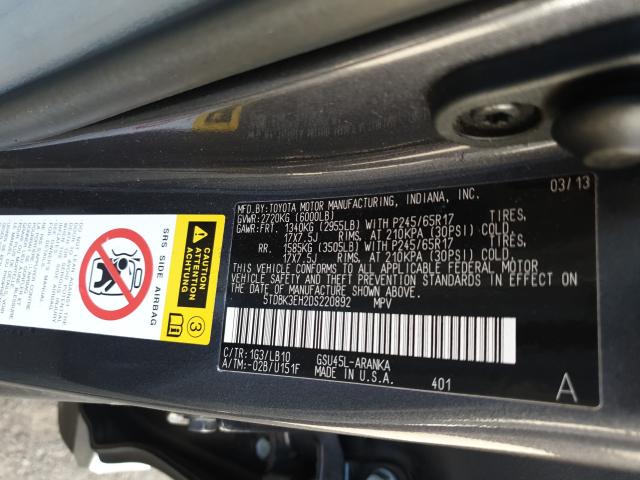 MFD.BY:TOYOTA MOTOR MANUFACTURING, INDIANA, INC. 03/13
GVWR:2720KG (6000LB)
GAWR:FRT. 1340KG (2955LB) WITH P245/65R17 TIRES,
17X7.5J RIMS, AT 210KPA (30PSI) COLD.
RR. 1585KG (3505LB) WITH P245/65R17 TIRES,
17X7.5J RIMS, AT 210KPA (30PSI) COLD.
THIS VEHICLE CONFORMS TO ALL APPLICABLE FEDERAL MOTOR
VEHICLE SAFETY AND THEFT PREVENTION STANDARDS IN EFFECT ON
THE DATE OF MANUFACTURE SHOWN ABOVE.
5TDBK3EH2DS220892 MPV
C/TR:1G3/LB10 GSU45L-ARANKA
A/TM:-02B/U151F MADE IN U.S.A. 401 A
CAUTION
ACHTUNG
ATTENTION
3
SIDE AIRBAG